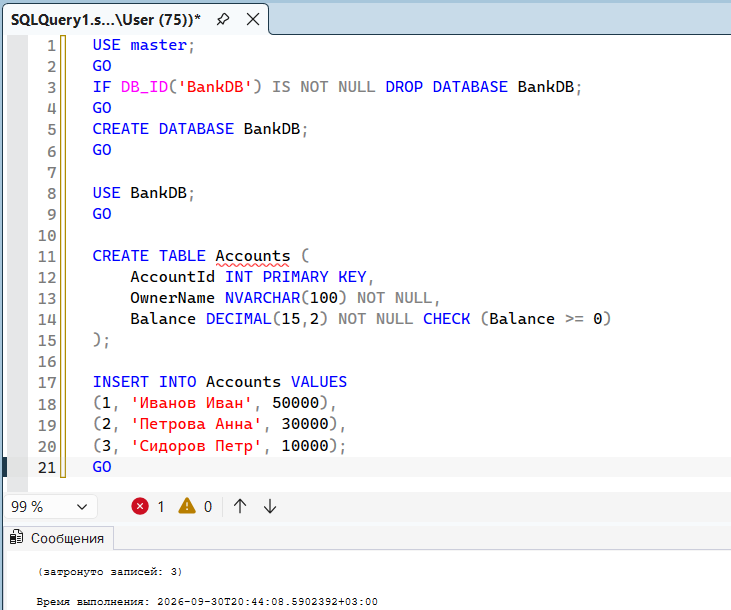 SQLQuery1.s...\User (75))*
1 USE master;
2 GO
3 IF DB_ID('BankDB') IS NOT NULL DROP DATABASE BankDB;
4 GO
5 CREATE DATABASE BankDB;
6 GO
7
8 USE BankDB;
9 GO
10
11 CREATE TABLE Accounts (
12 AccountId INT PRIMARY KEY,
13 OwnerName NVARCHAR(100) NOT NULL,
14 Balance DECIMAL(15,2) NOT NULL CHECK (Balance >= 0)
15 );
16
17 INSERT INTO Accounts VALUES
18 (1, 'Иванов Иван', 50000),
19 (2, 'Петрова Анна', 30000),
20 (3, 'Сидоров Петр', 10000);
21 GO
99 % 1 0
Сообщения
(затронуто записей: 3)
Время выполнения: 2026-09-30T20:44:08.5902392+03:00